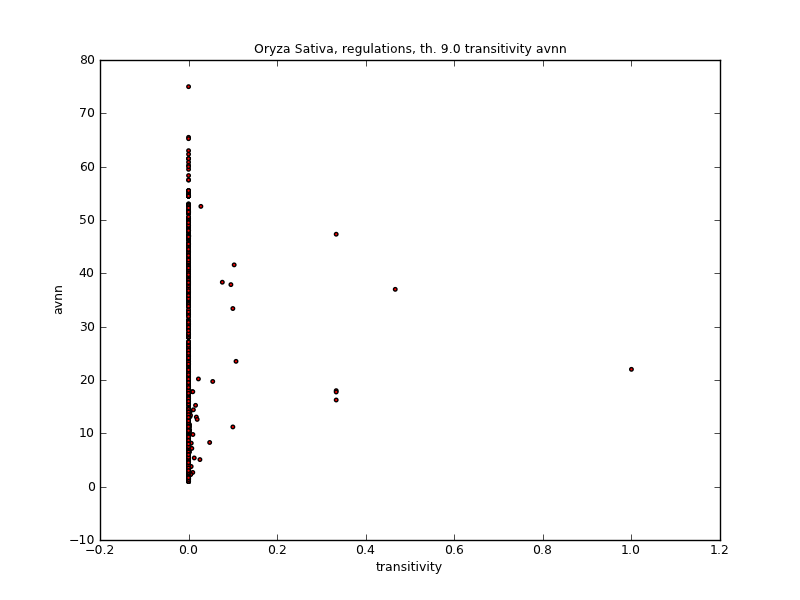 Oryza Sativa, regulations, th. 9.0 transitivity avnn
80
70
60
50
40
30
20
10
0
−10
avnn
−0.2 0.0 0.2 0.4 0.6 0.8 1.0 1.2
transitivity